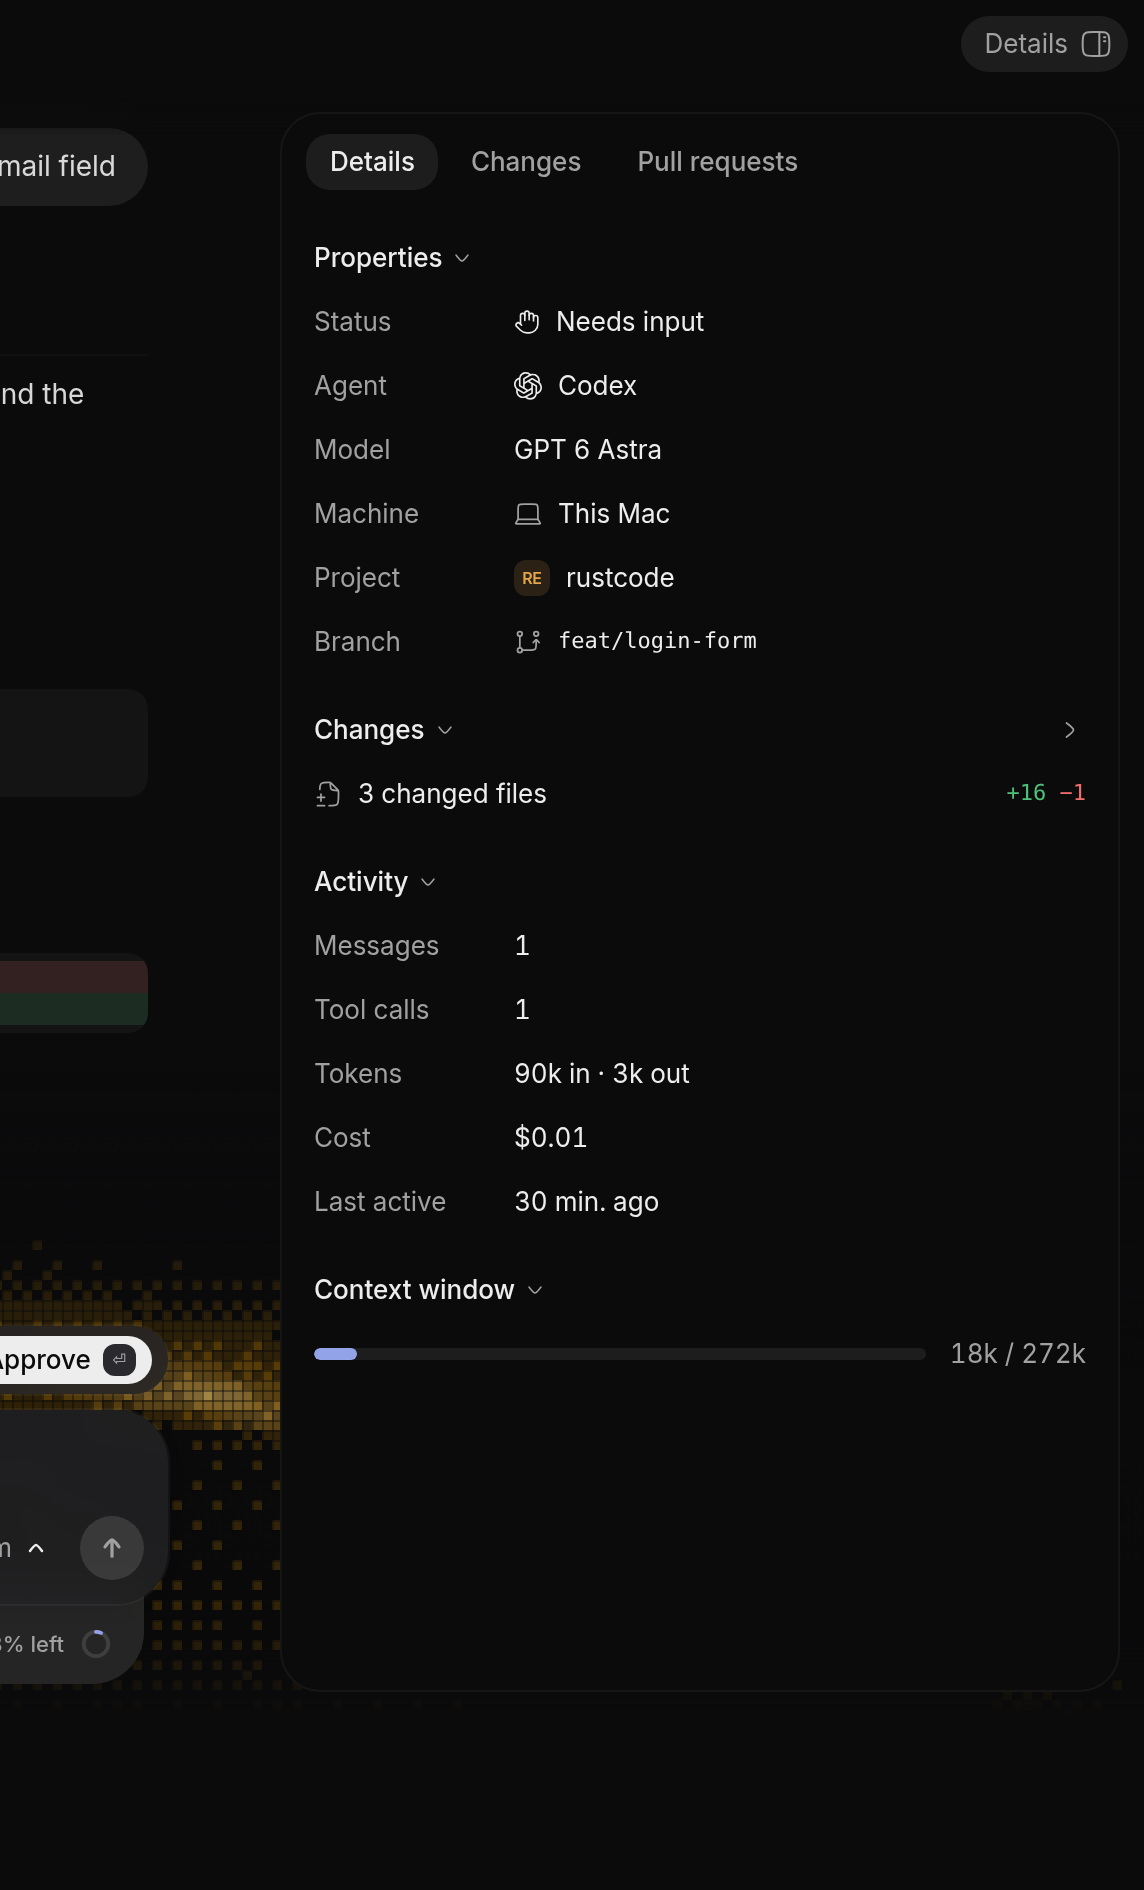 Details
mail field
Details Changes Pull requests
Properties
Status Needs input
nd the
Agent Codex
Model GPT 6 Astra
Machine This Mac
Project RE rustcode
Branch feat/login-form
Changes
3 changed files +16 −1
Activity
Messages 1
Tool calls 1
Tokens 90k in · 3k out
Cost $0.01
Last active 30 min. ago
Context window
18k / 272k
Approve
% left